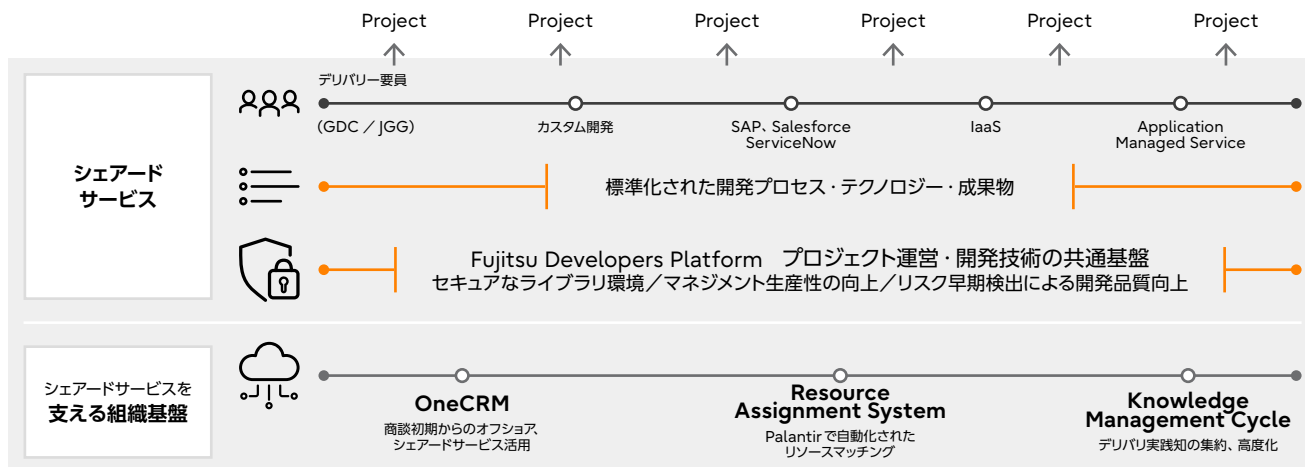 Project Project Project Project Project Project
シェアード
サービス
デリバリー要員
(GDC / JGG)
カスタム開発
SAP、Salesforce
ServiceNow
IaaS
Application
Managed Service
標準化された開発プロセス・テクノロジー・成果物
Fujitsu Developers Platform プロジェクト運営・開発技術の共通基盤
セキュアなライブラリ環境／マネジメント生産性の向上／リスク早期検出による開発品質向上
シェアードサービスを
支える組織基盤
OneCRM
商談初期からのオフショア、
シェアードサービス活用
Resource
Assignment System
Palantirで自動化された
リソースマッチング
Knowledge
Management Cycle
デリバリ実践知の集約、高度化